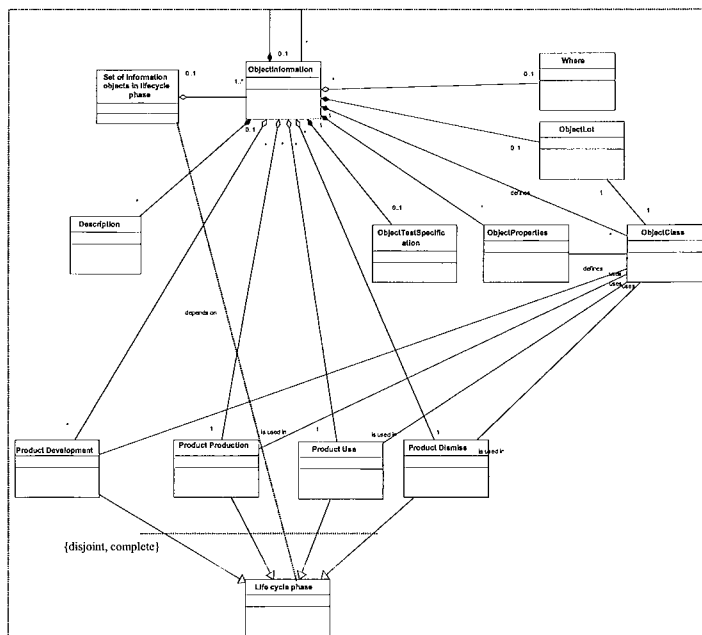 0..1
*
ObjectInformation
Set of Information
objects in lifecycle
phase
0..1
1..*
*
0..1
Where
ObjectLot
0..1
1
1
0..1
*
*
*
*
1
1
defines
*
Description
0..1
ObjectTestSpecific
ation
*
ObjectProperties
*
ObjectClass
defines
uses
uses
uses
depends on
*
1
1
1
is used in
is used in
is used in
Product Development
Product Production
Product Use
Product Dismiss
{disjoint, complete}
Life cycle phase